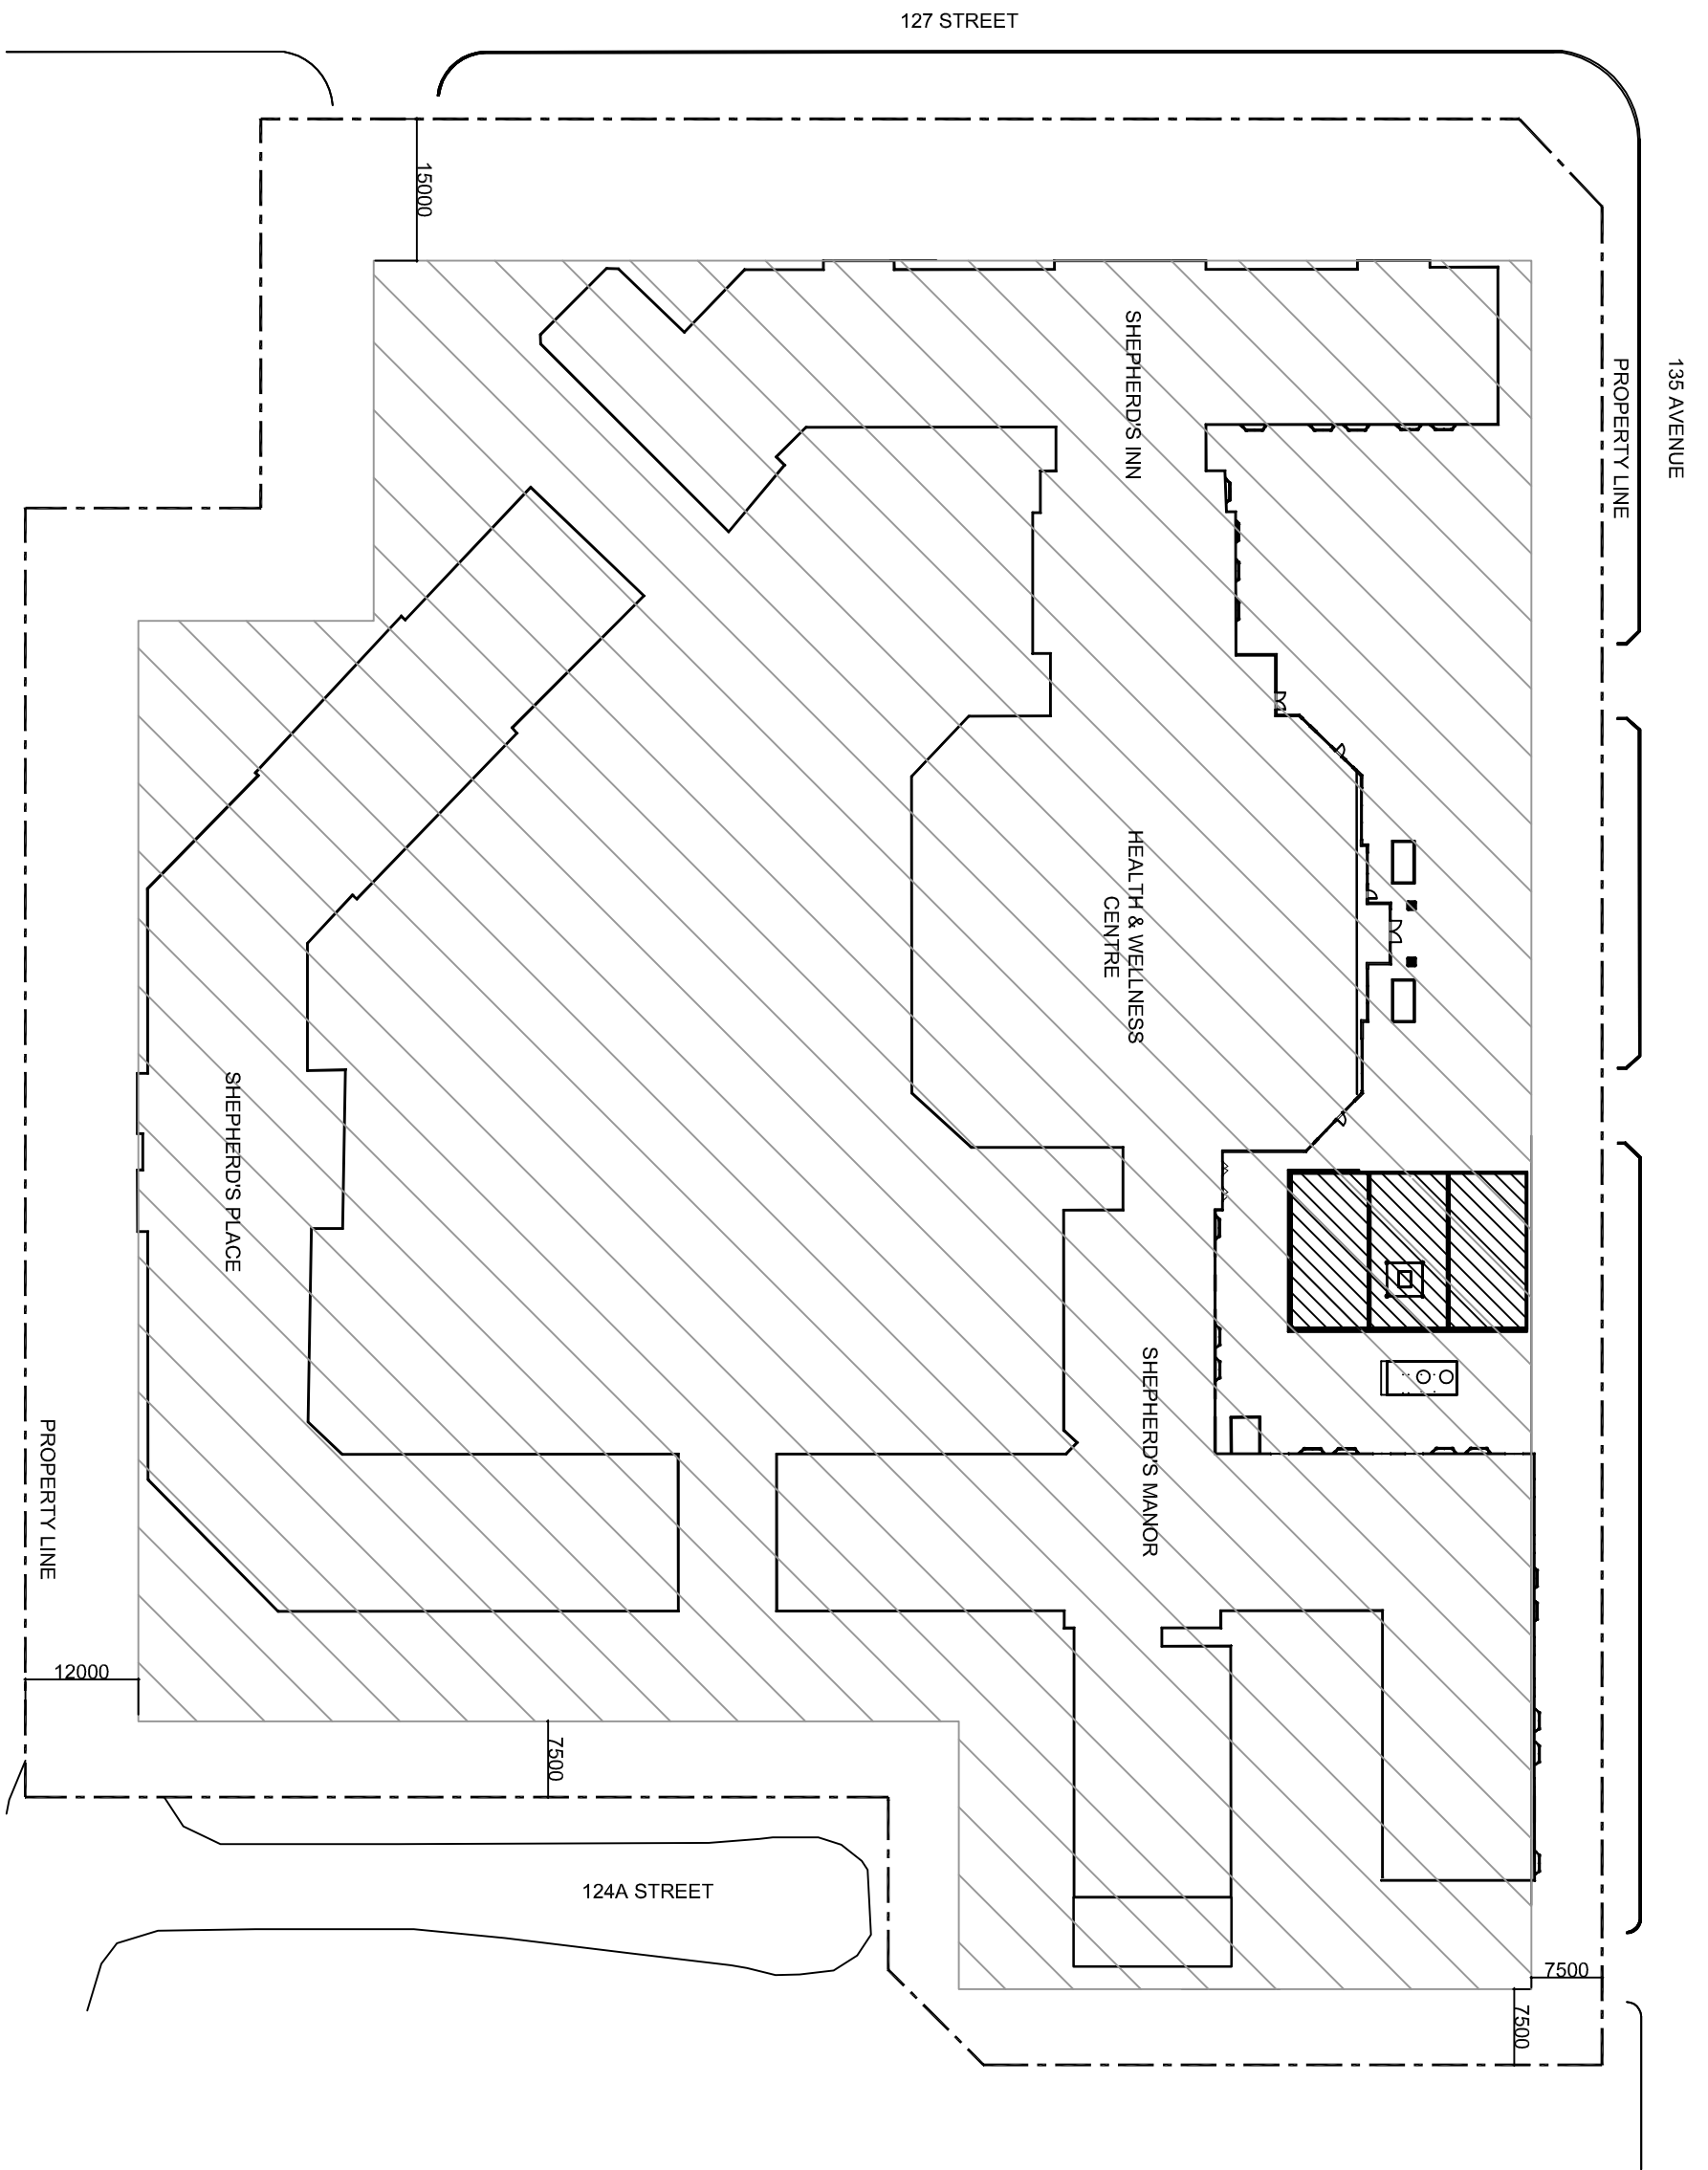 127 STREET
135 AVENUE
PROPERTY LINE
15000
SHEPHERD'S INN
HEALTH & WELLNESS
CENTRE
SHEPHERD'S PLACE
SHEPHERD'S MANOR
PROPERTY LINE
12000
7500
124A STREET
7500
7500